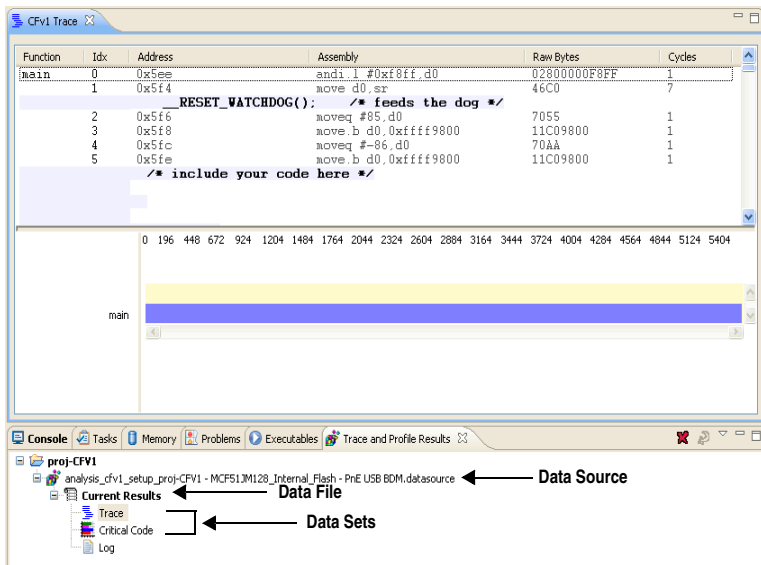 CFv1 Trace
Function Idx Address Assembly Raw Bytes Cycles
main 0 0x5ee andi.l #0xf8ff,d0 02800000F8FF 1
1 0x5f4 move d0,sr 46C0 7
__RESET_WATCHDOG(); /* feeds the dog */
2 0x5f6 moveq #85,d0 7055 1
3 0x5f8 move.b d0,0xffff9800 11C09800 1
4 0x5fc moveq #-86,d0 70AA 1
5 0x5fe move.b d0,0xffff9800 11C09800 1
/* include your code here */
0 196 448 672 924 1204 1484 1764 2044 2324 2604 2884 3164 3444 3724 4004 4284 4564 4844 5124 5404
main
Console Tasks Memory Problems Executables Trace and Profile Results
proj-CFV1
analysis_cfv1_setup_proj-CFV1 - MCF51JM128_Internal_Flash - PnE USB BDM.datasource Data Source
Current Results Data File
Trace
Data Sets
Critical Code
Log